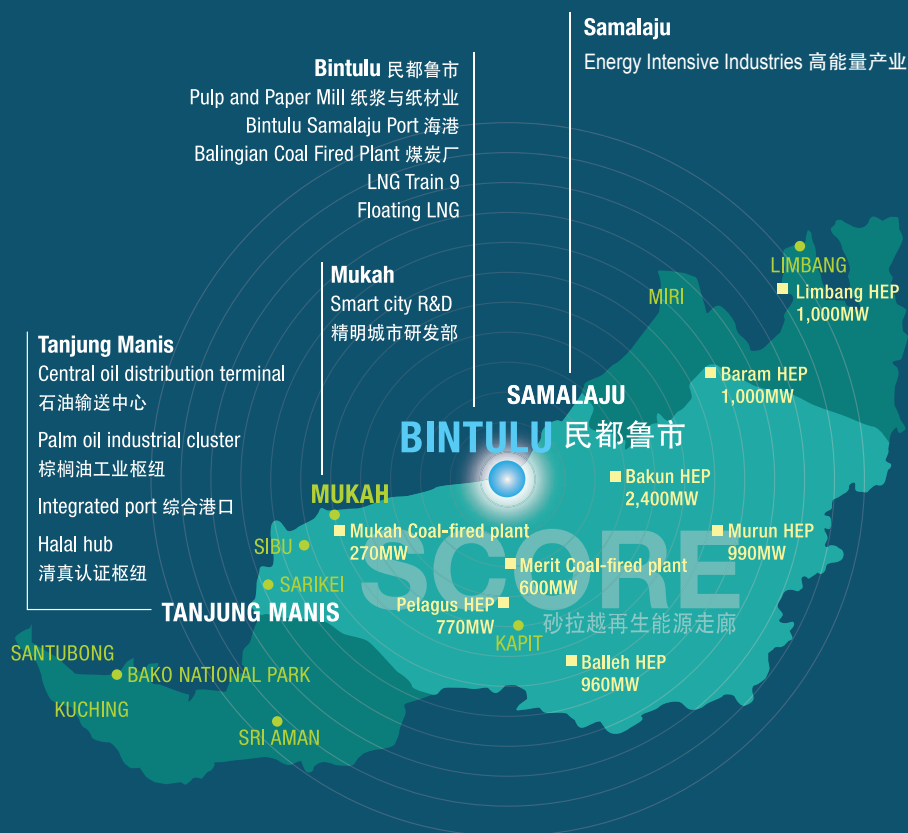 Samalaju
Energy Intensive Industries 高能量产业
Bintulu 民都鲁市
Pulp and Paper Mill 纸浆与纸材业
Bintulu Samalaju Port 海港
Balingian Coal Fired Plant 煤炭厂
LNG Train 9
Floating LNG
Mukah
Smart city R&D
精明城市研发部
Tanjung Manis
Central oil distribution terminal
石油输送中心
Palm oil industrial cluster
棕榈油工业枢纽
Integrated port 综合港口
Halal hub
清真认证枢纽
LIMBANG
Limbang HEP
1,000MW
MIRI
Baram HEP
1,000MW
SAMALAJU
BINTULU 民都鲁市
Bakun HEP
2,400MW
MUKAH
Mukah Coal-fired plant
270MW
Murun HEP
990MW
SIBU
SCORE
砂拉越再生能源走廊
Merit Coal-fired plant
600MW
SARIKEI
Pelagus HEP
770MW
TANJUNG MANIS
KAPIT
Balleh HEP
960MW
SANTUBONG
BAKO NATIONAL PARK
KUCHING
SRI AMAN